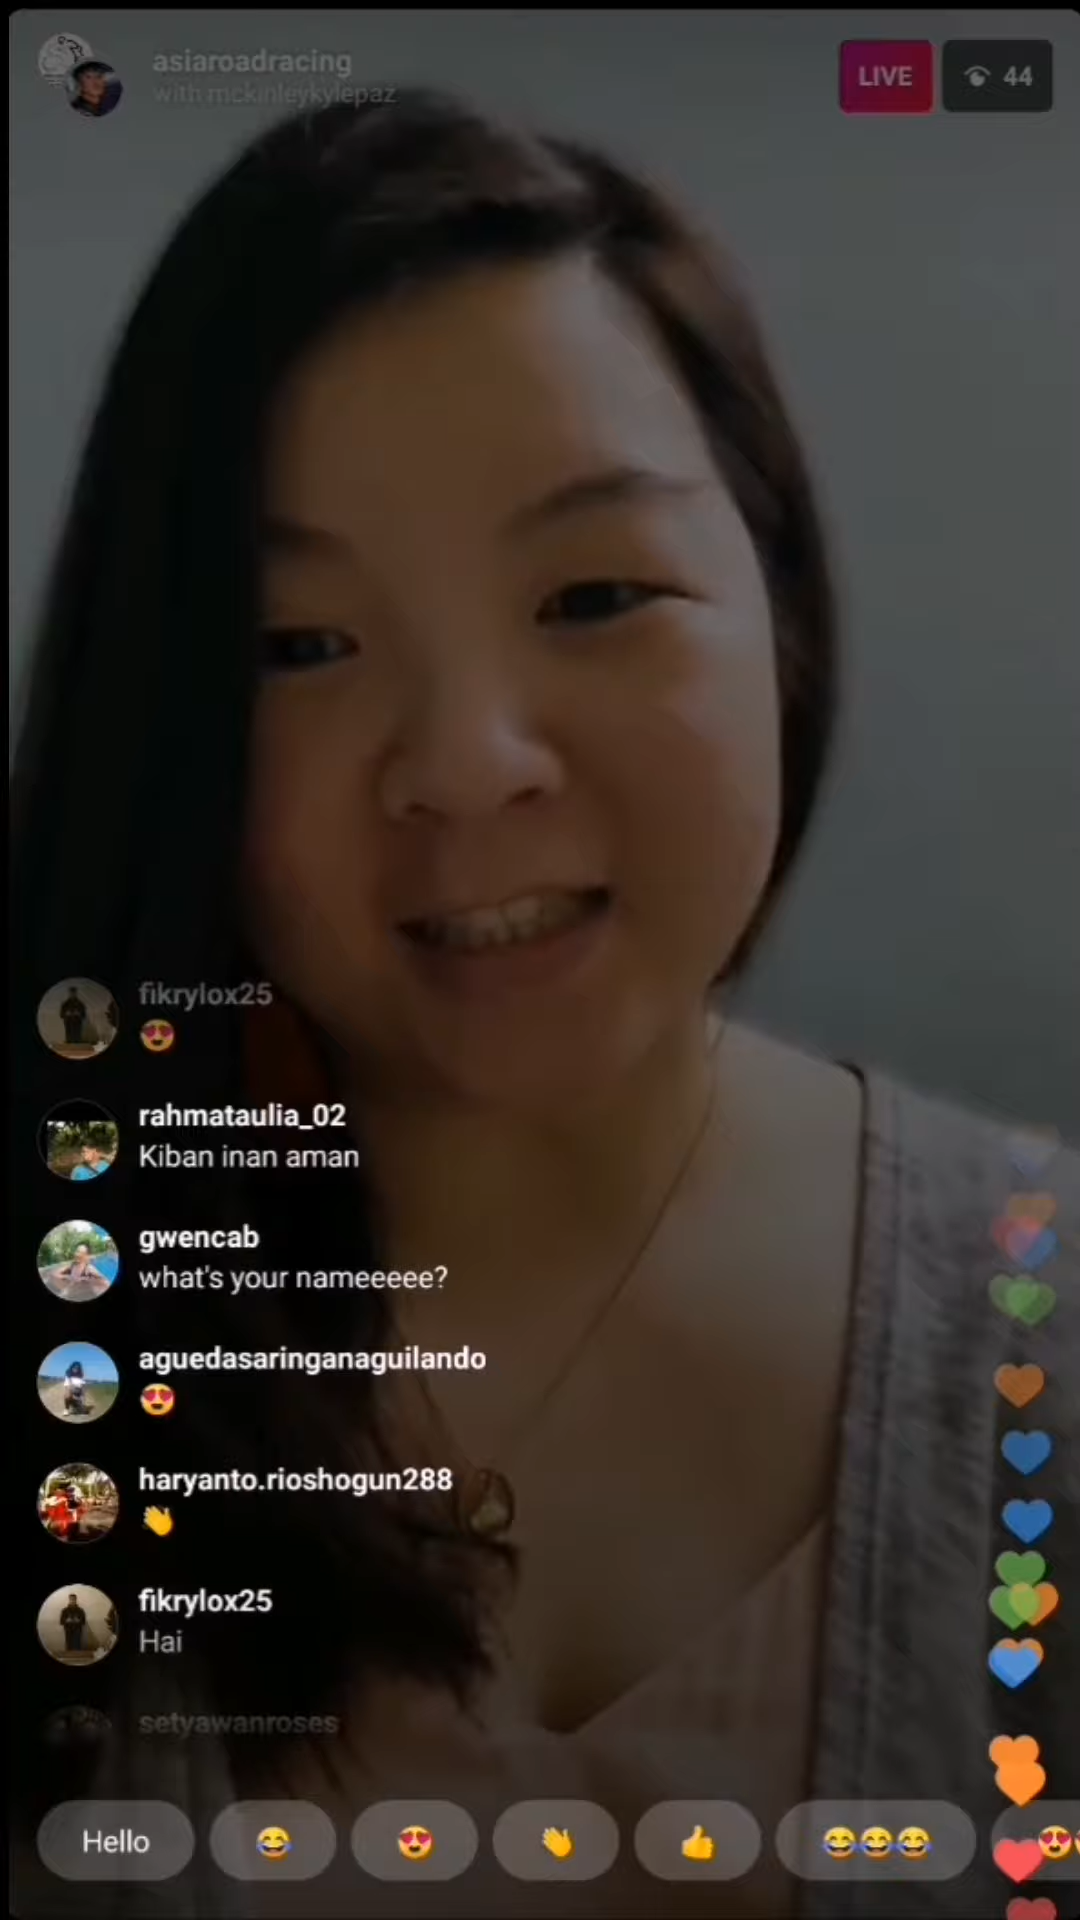 asiaroadracing
with mckinleykylepaz
LIVE
44
fikrylox25
😍
rahmataulia_02
Kiban inan aman
gwencab
what's your nameeeee?
aguedasaringanaguilando
😍
haryanto.rioshogun288
👏
fikrylox25
Hai
setyawanroses
Hello 😂 😍 👏 👍 😂😂😂 😍